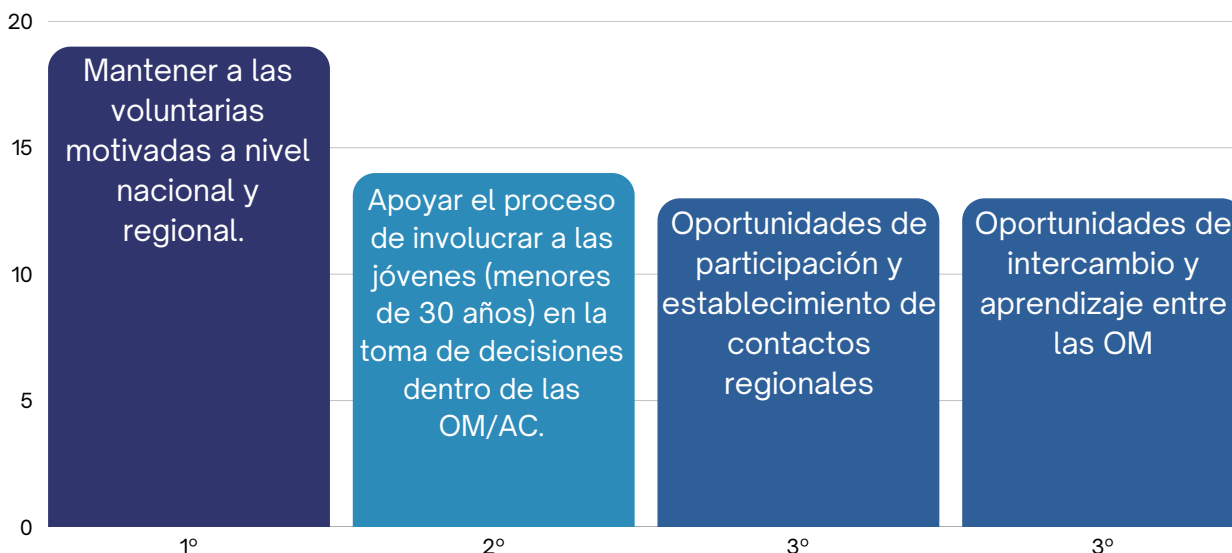 20
15
10
5
0
Mantener a las
voluntarias
motivadas a nivel
nacional y
regional.
Apoyar el proceso
de involucrar a las
jóvenes (menores
de 30 años) en la
toma de decisiones
dentro de las
OM/AC.
Oportunidades de
participación y
establecimiento de
contactos
regionales
Oportunidades de
intercambio y
aprendizaje entre
las OM
1º
2º
3º
3º